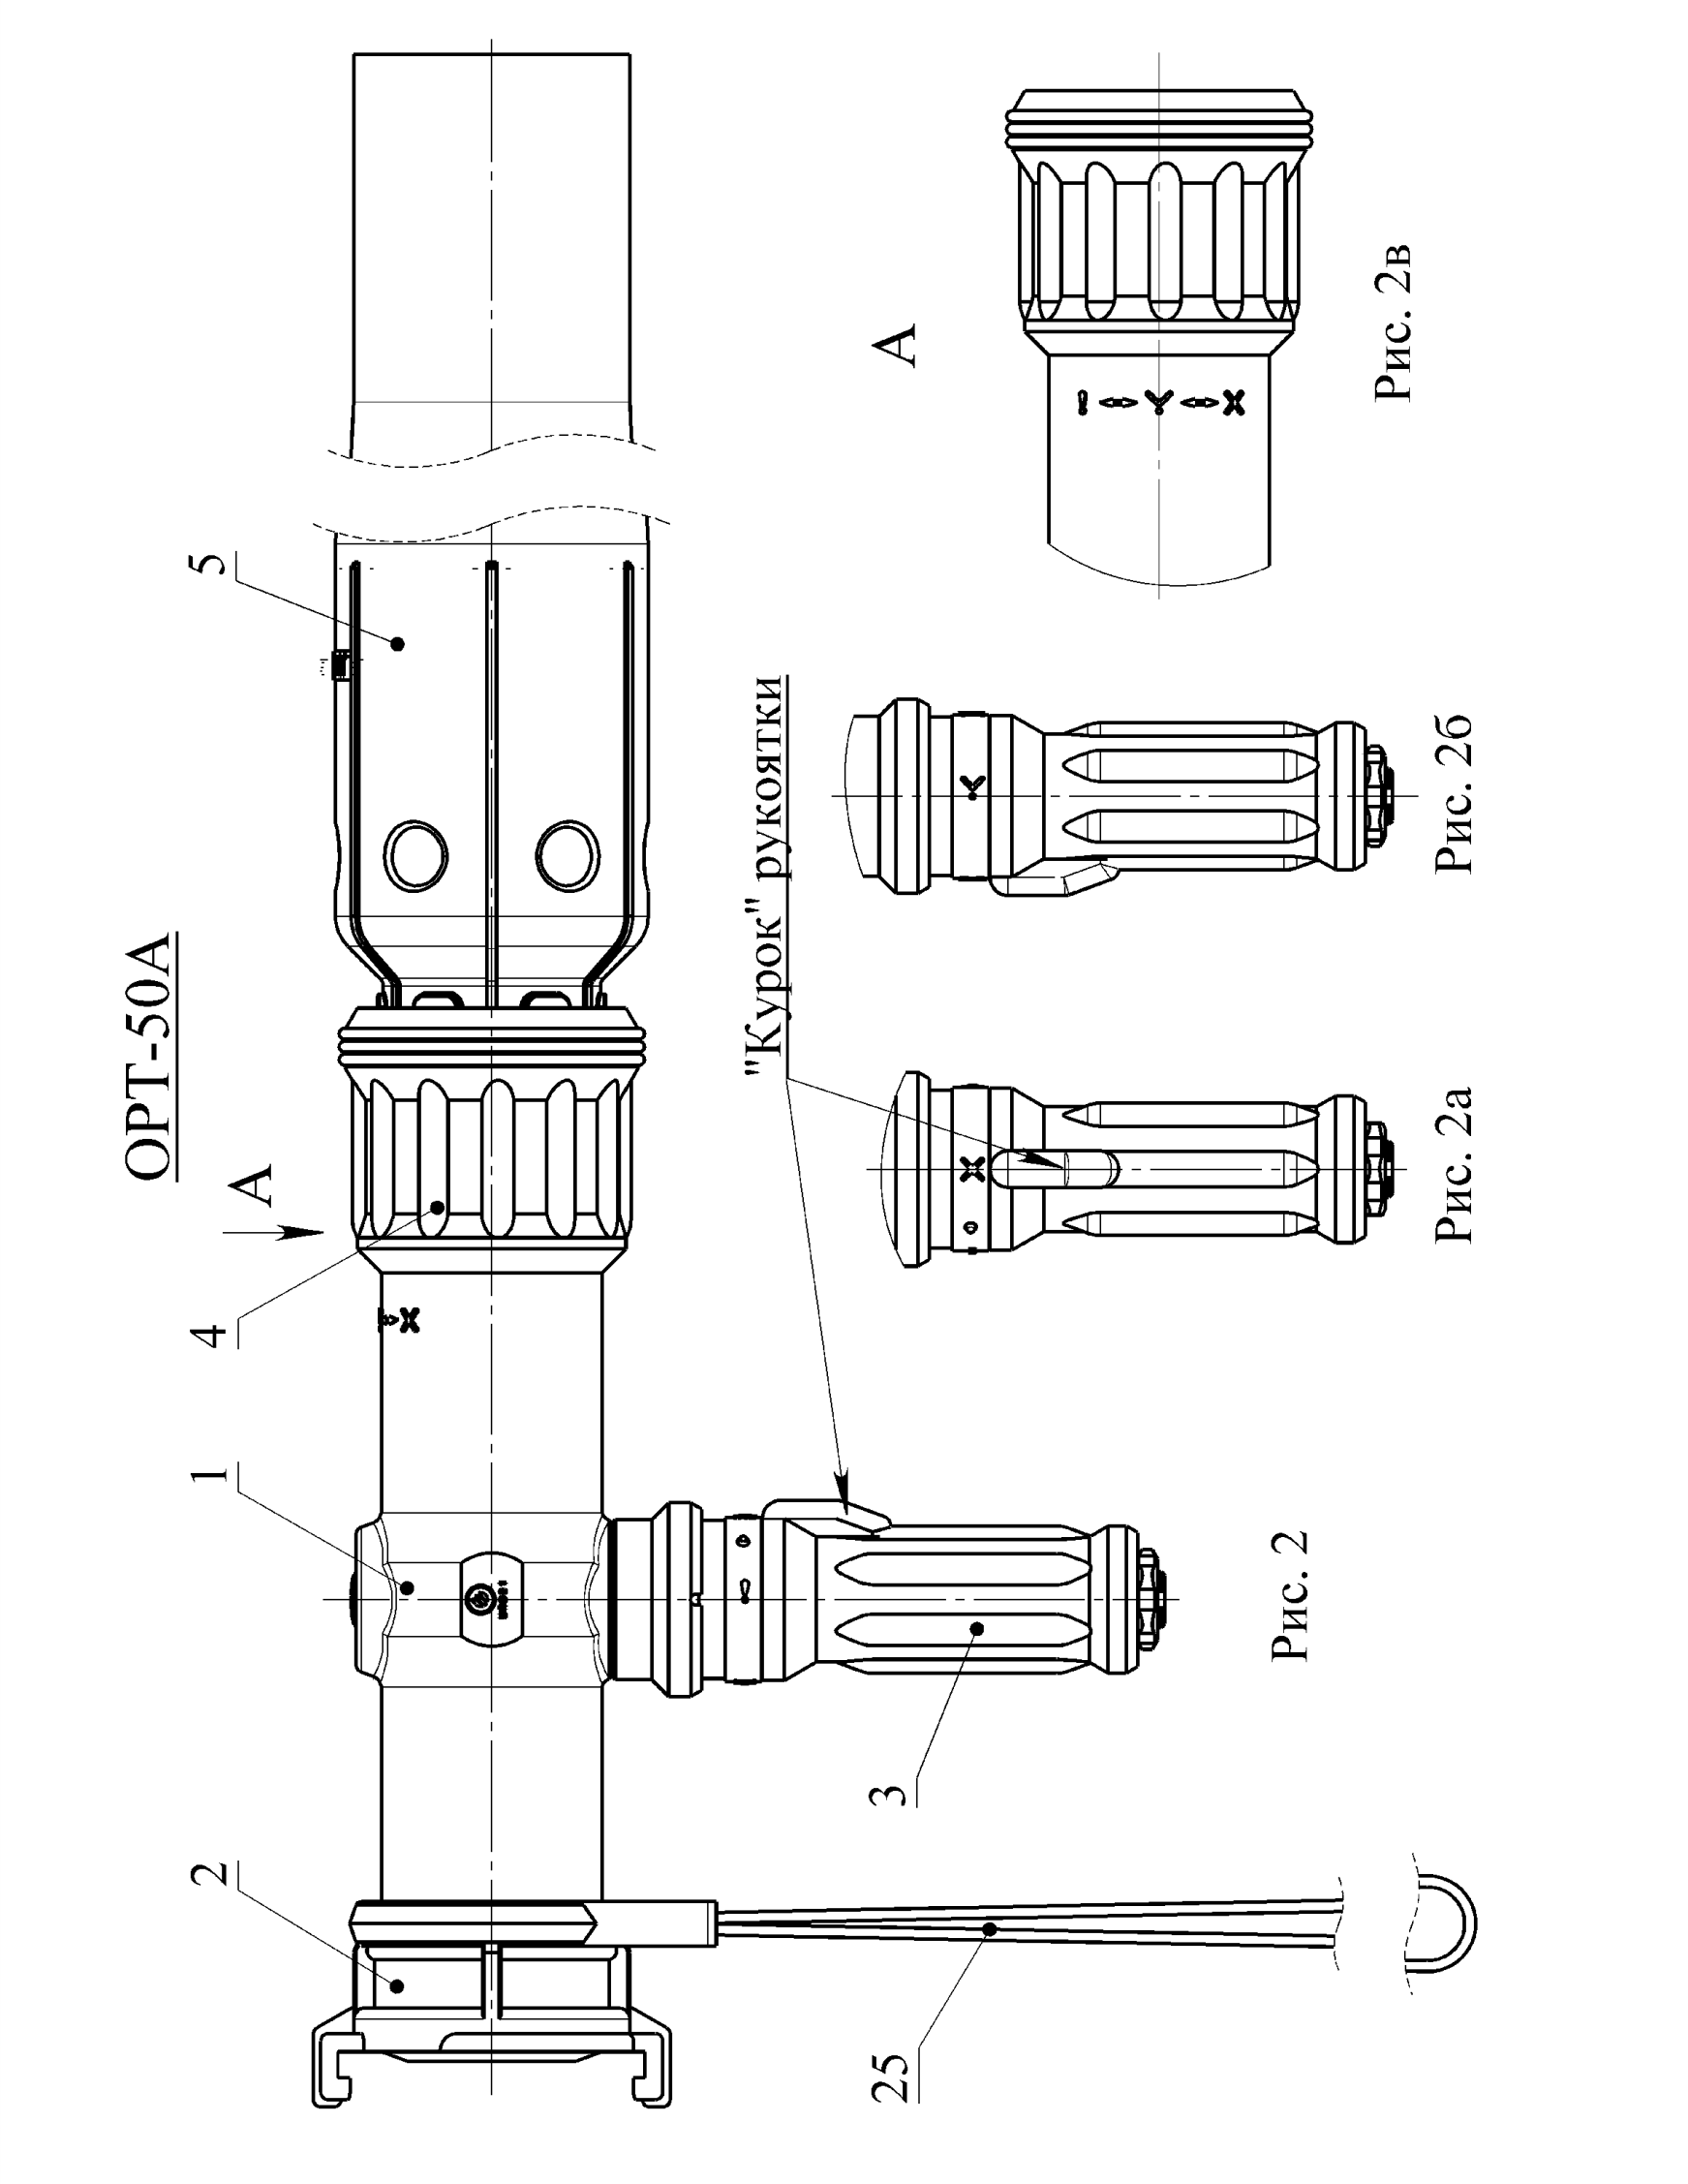 ОРТ-50А
А
2
1
4
5
25
3
"Курок" рукоятки
А
Рис. 2
Рис. 2а
Рис. 2б
Рис. 2в